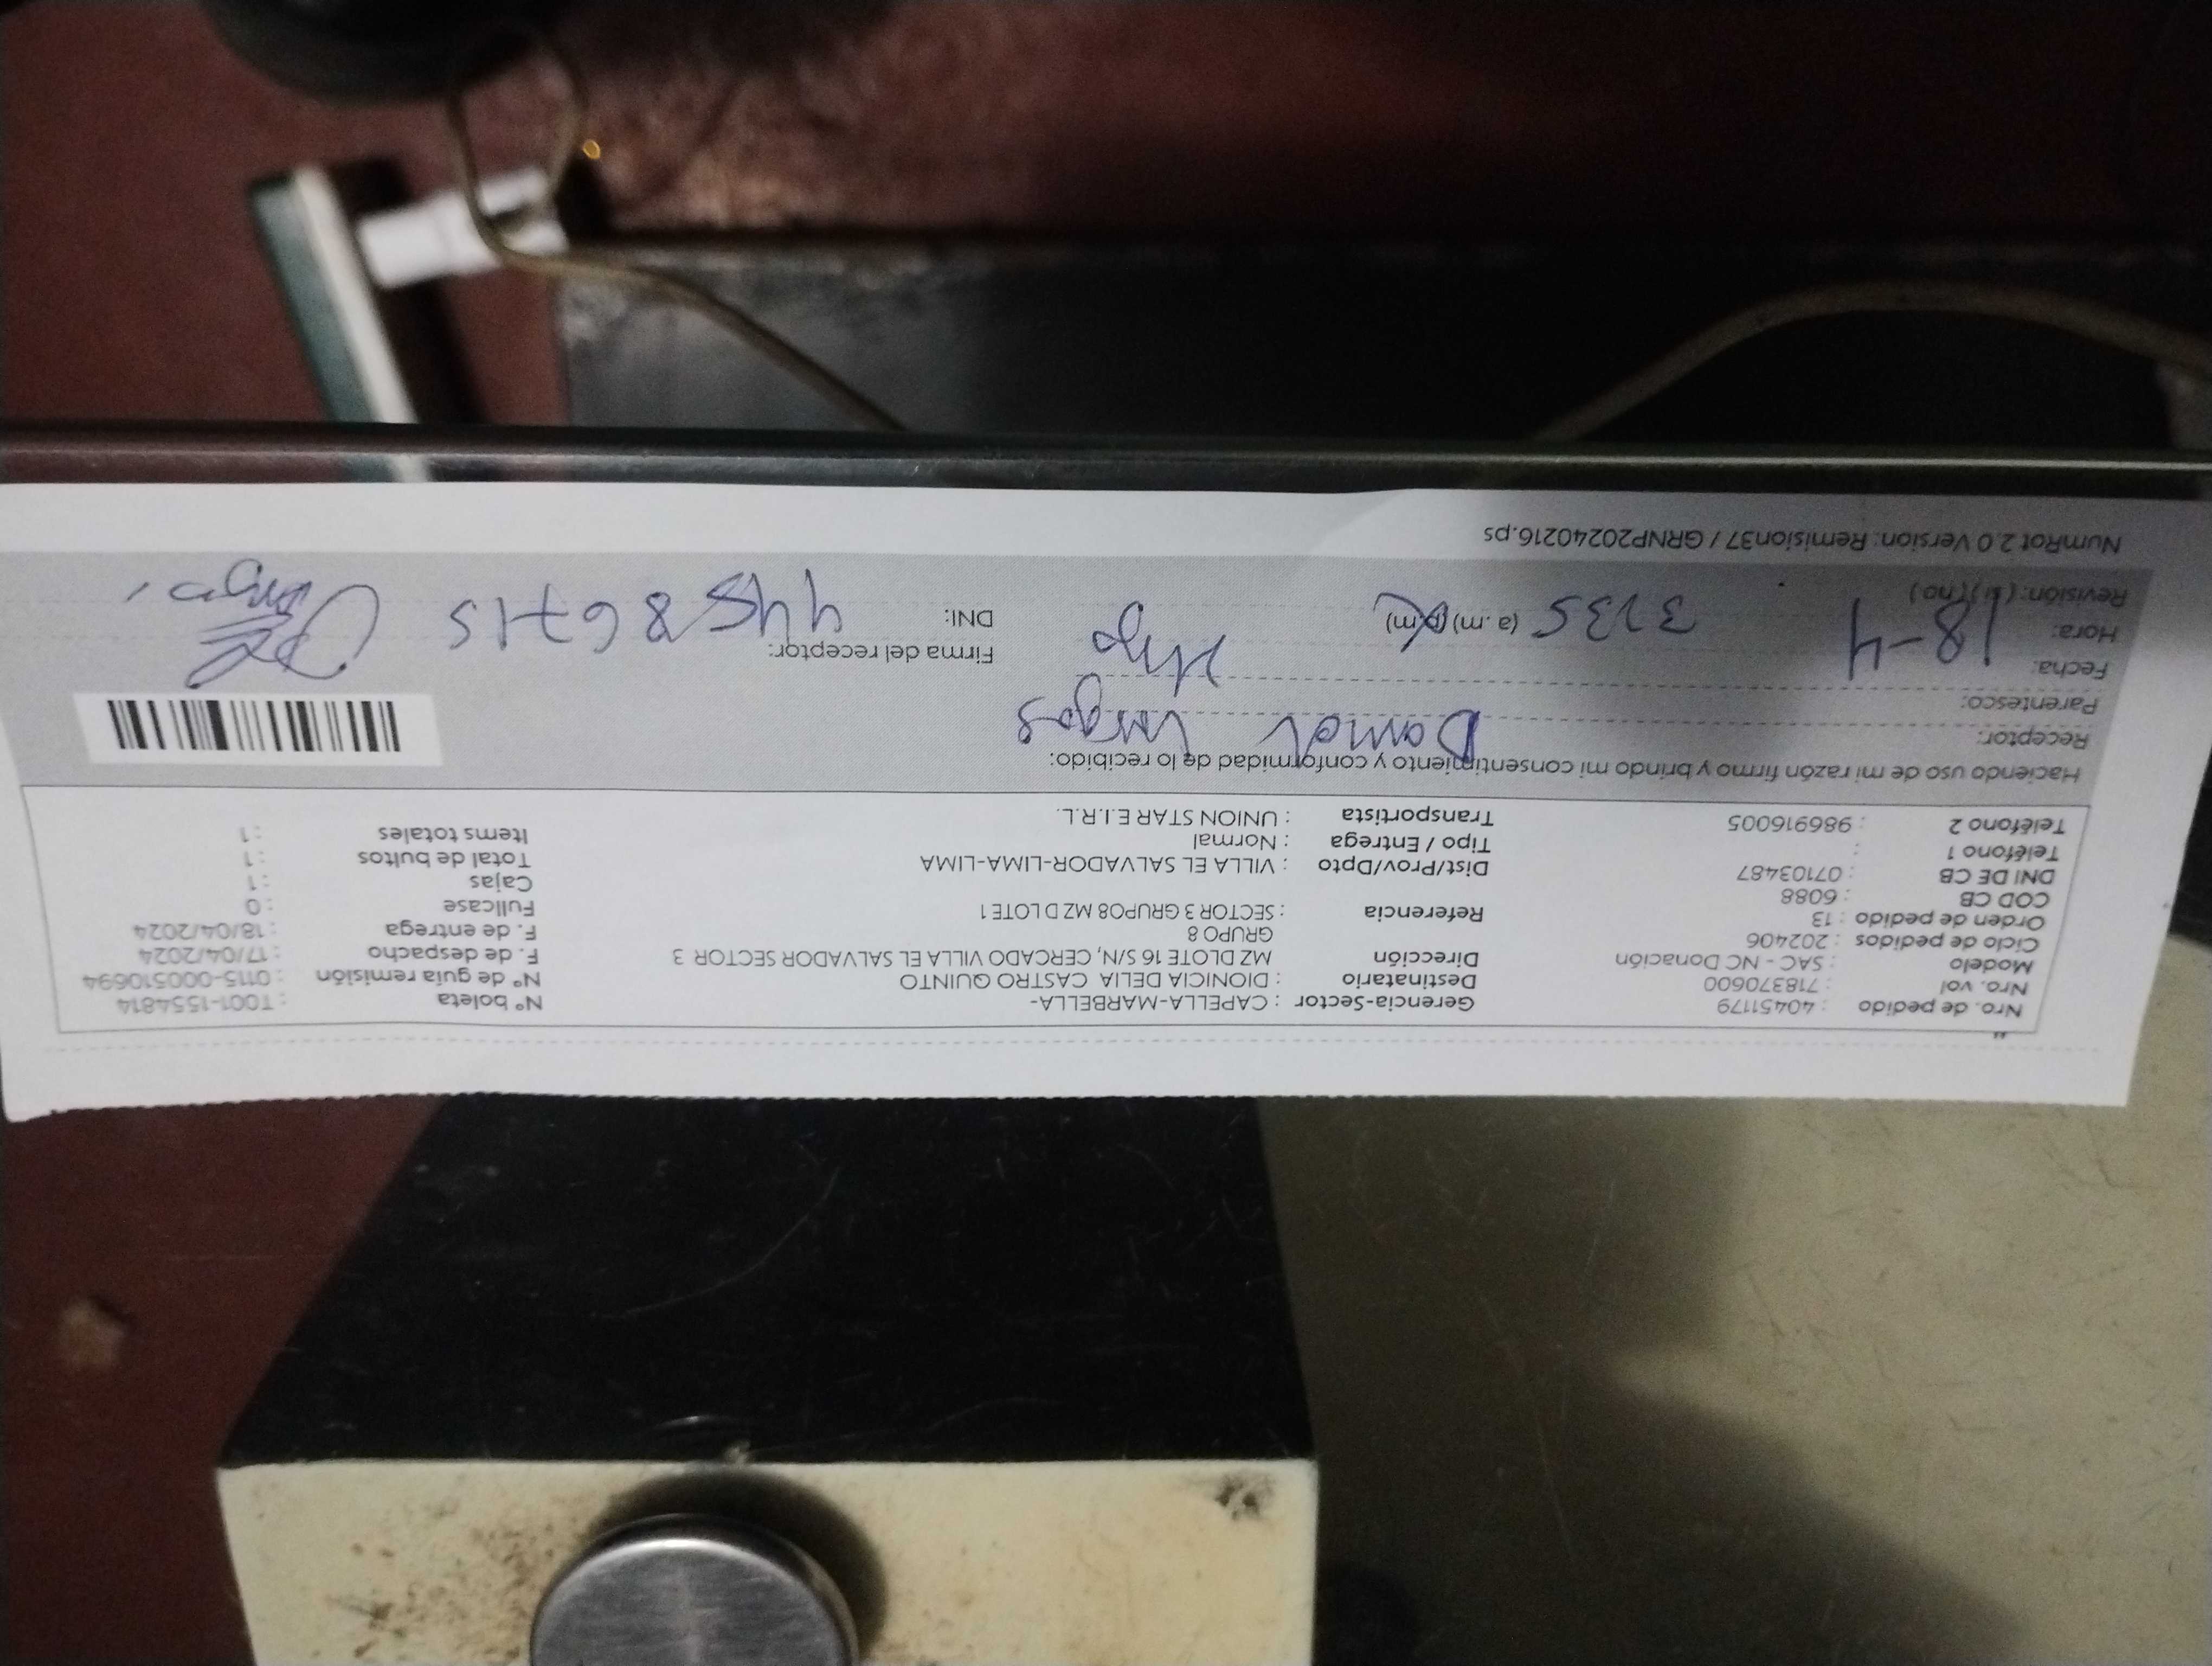 Nro. de pedido : 40451179 Gerencia-Sector : CAPELLA-MARBELLA- N° boleta : T001-1554814
Nro. vol : 718370600 Destinatario : DIONICIA DELIA CASTRO QUINTO N° de guía remisión : 0115-000510694
Modelo : SAC - NC Donación Dirección MZ D LOTE 16 S/N, CERCADO VILLA EL SALVADOR SECTOR 3 F. de despacho : 17/04/2024
Ciclo de pedidos : 202406 GRUPO 8 F. de entrega : 18/04/2024
Orden de pedido : 13 Referencia : SECTOR 3 GRUPO8 MZ D LOTE 1 Fullcase : 0
COD CB : 6088 Cajas : 1
DNI DE CB : 07103487 Dist/Prov/Dpto : VILLA EL SALVADOR-LIMA-LIMA Total de bultos : 1
Teléfono 1 : Tipo / Entrega : Normal Items totales : 1
Teléfono 2 : 986916005 Transportista : UNION STAR E.I.R.L.
Haciendo uso de mi razón firmo y brindo mi consentimiento y conformidad de lo recibido:
Receptor:
Parentesco: Hijo
Fecha: 18-4 Firma del receptor:
Hora: 3:35 (a.m) (p.m) DNI: 44586715
Revisión: ( si ) ( no )
NumRot 2.0 Version: Remision37 / GRNP20240216.ps